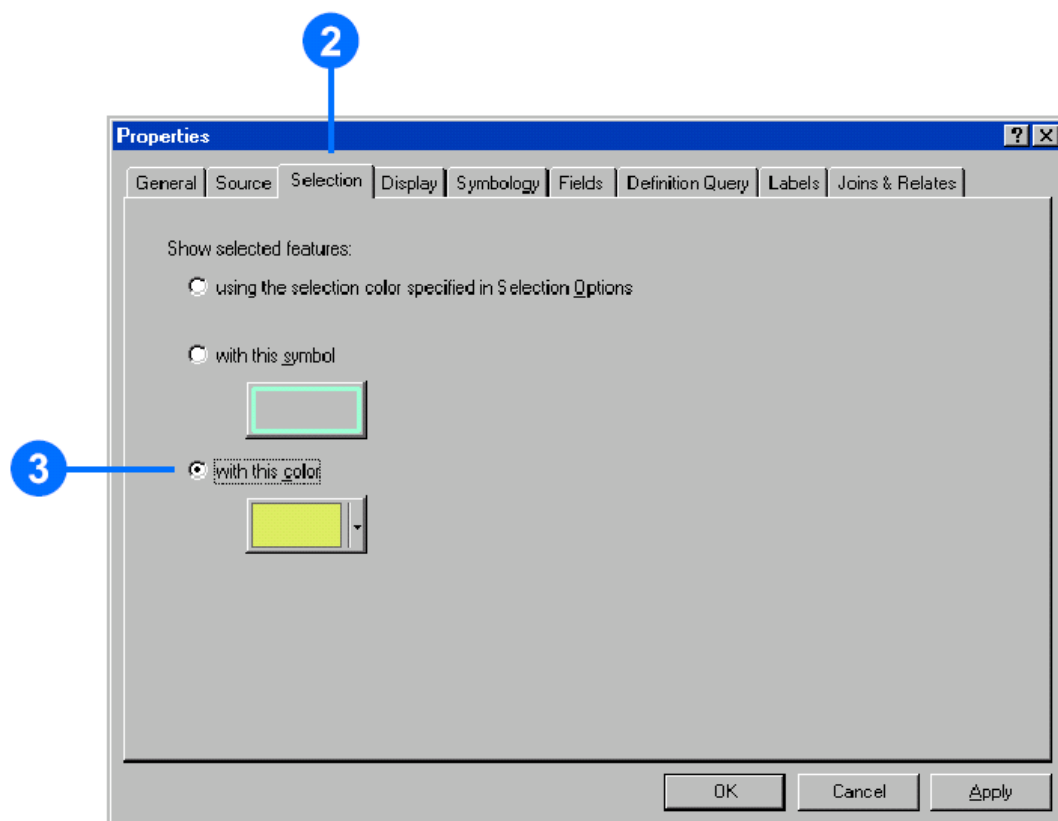 2
Properties
General Source Selection Display Symbology Fields Definition Query Labels Joins & Relates
Show selected features:
using the selection color specified in Selection Options
with this symbol
3
with this color
OK Cancel Apply